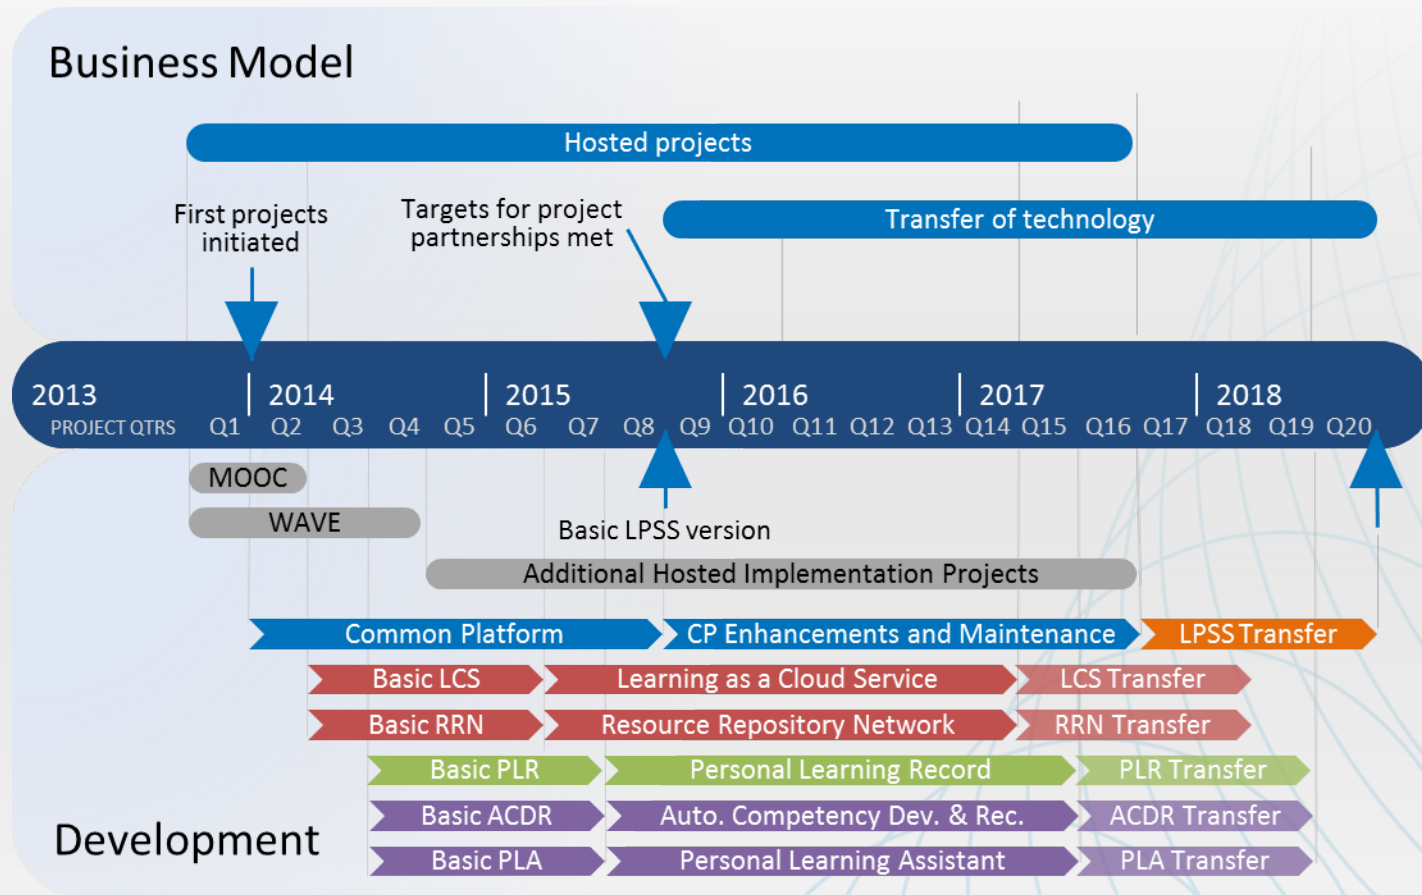 Business Model
Hosted projects
First projects
initiated
Targets for project
partnerships met
Transfer of technology
2013 2014 2015 2016 2017 2018
PROJECT QTRS Q1 Q2 Q3 Q4 Q5 Q6 Q7 Q8 Q9 Q10 Q11 Q12 Q13 Q14 Q15 Q16 Q17 Q18 Q19 Q20
MOOC
WAVE
Basic LPSS version
Additional Hosted Implementation Projects
Common Platform CP Enhancements and Maintenance LPSS Transfer
Basic LCS Learning as a Cloud Service LCS Transfer
Basic RRN Resource Repository Network RRN Transfer
Basic PLR Personal Learning Record PLR Transfer
Basic ACDR Auto. Competency Dev. & Rec. ACDR Transfer
Basic PLA Personal Learning Assistant PLA Transfer
Development